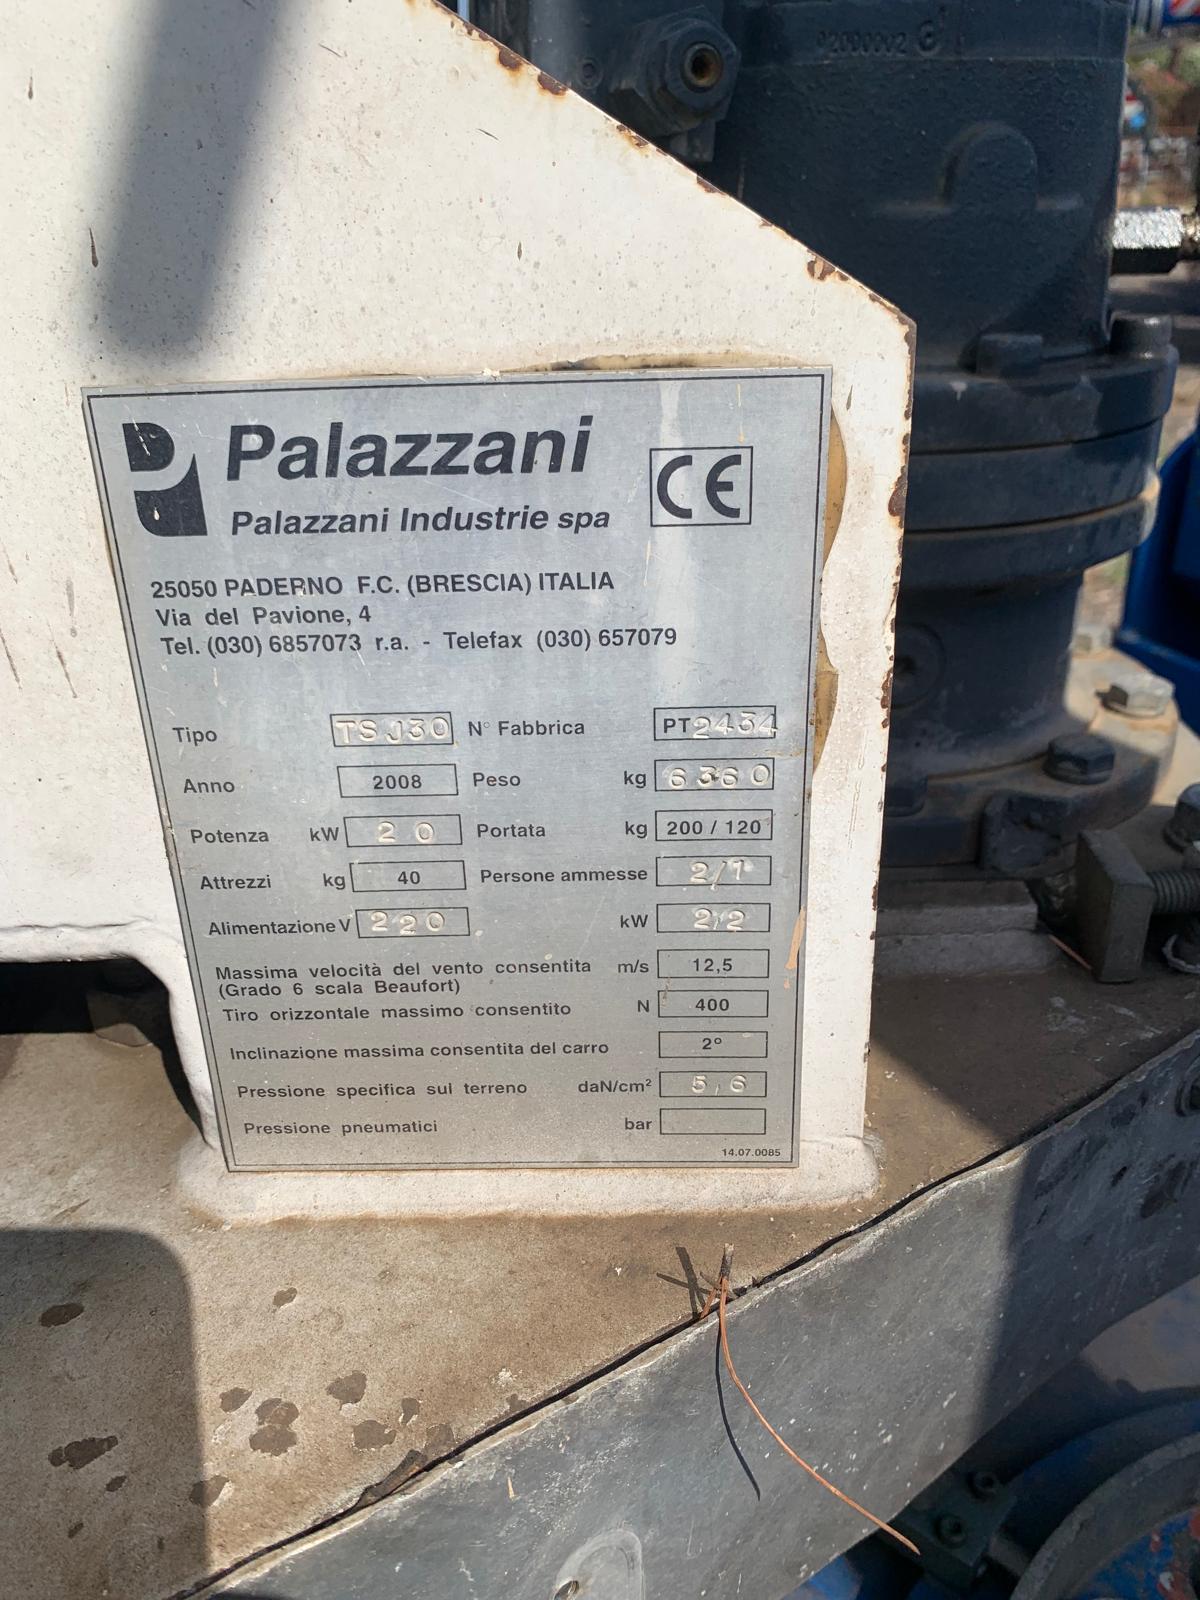 02000002
Palazzani
Palazzani Industrie spa
CE
25050 PADERNO F.C. (BRESCIA) ITALIA
Via del Pavione, 4
Tel. (030) 6857073 r.a. - Telefax (030) 657079
Tipo TSJ30 N° Fabbrica PT2434
Anno 2008 Peso kg 6360
Potenza kW 20 Portata kg 200 / 120
Attrezzi kg 40 Persone ammesse 2/1
Alimentazione V 220 kW 2,2
Massima velocità del vento consentita m/s 12,5
(Grado 6 scala Beaufort)
Tiro orizzontale massimo consentito N 400
Inclinazione massima consentita del carro 2°
Pressione specifica sul terreno daN/cm² 5,6
Pressione pneumatici bar
14.07.0085